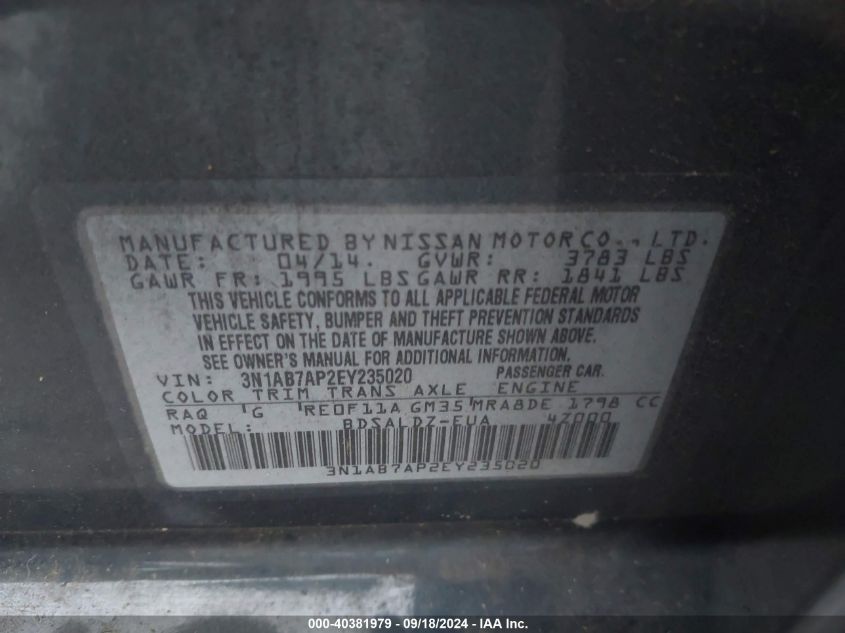 MANUFACTURED BY NISSAN MOTOR CO., LTD.
DATE: 04/14. GVWR: 3783 LBS
GAWR FR: 1995 LBS GAWR RR: 1841 LBS
THIS VEHICLE CONFORMS TO ALL APPLICABLE FEDERAL MOTOR
VEHICLE SAFETY, BUMPER AND THEFT PREVENTION STANDARDS
IN EFFECT ON THE DATE OF MANUFACTURE SHOWN ABOVE.
SEE OWNER'S MANUAL FOR ADDITIONAL INFORMATION.
VIN: 3N1AB7AP2EY235020 PASSENGER CAR.
COLOR TRIM TRANS AXLE ENGINE
RAQ G RE0F11A GM35 MRA8DE 1798 CC
MODEL: BDSALDZ-EUA 4Z000
3N1AB7AP2EY235020
000-40381979 - 09/18/2024 - IAA, Inc.